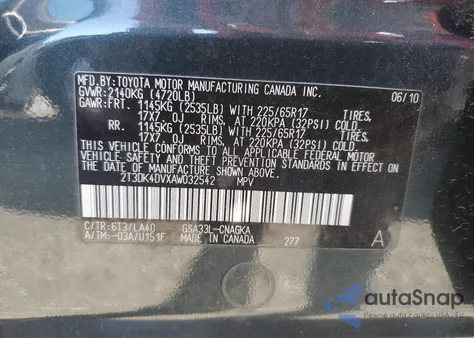 MFD.BY:TOYOTA MOTOR MANUFACTURING CANADA INC.
GVWR:2140KG (4720LB) 06/10
GAWR:FRT. 1145KG (2535LB) WITH 225/65R17 TIRES,
17X7 OJ RIMS, AT 220KPA (32PSI) COLD.
RR. 1145KG (2535LB) WITH 225/65R17 TIRES,
17X7 OJ RIMS, AT 220KPA (32PSI) COLD.
THIS VEHICLE CONFORMS TO ALL APPLICABLE FEDERAL MOTOR
VEHICLE SAFETY AND THEFT PREVENTION STANDARDS IN EFFECT
ON THE DATE OF MANUFACTURE SHOWN ABOVE.
2T3DK4DVXAW032542 MPV
C/TR:6T3/LA40 GSA33L-CNAGKA
A/TM:-03A/U151F MADE IN CANADA 277 A
autoSnap